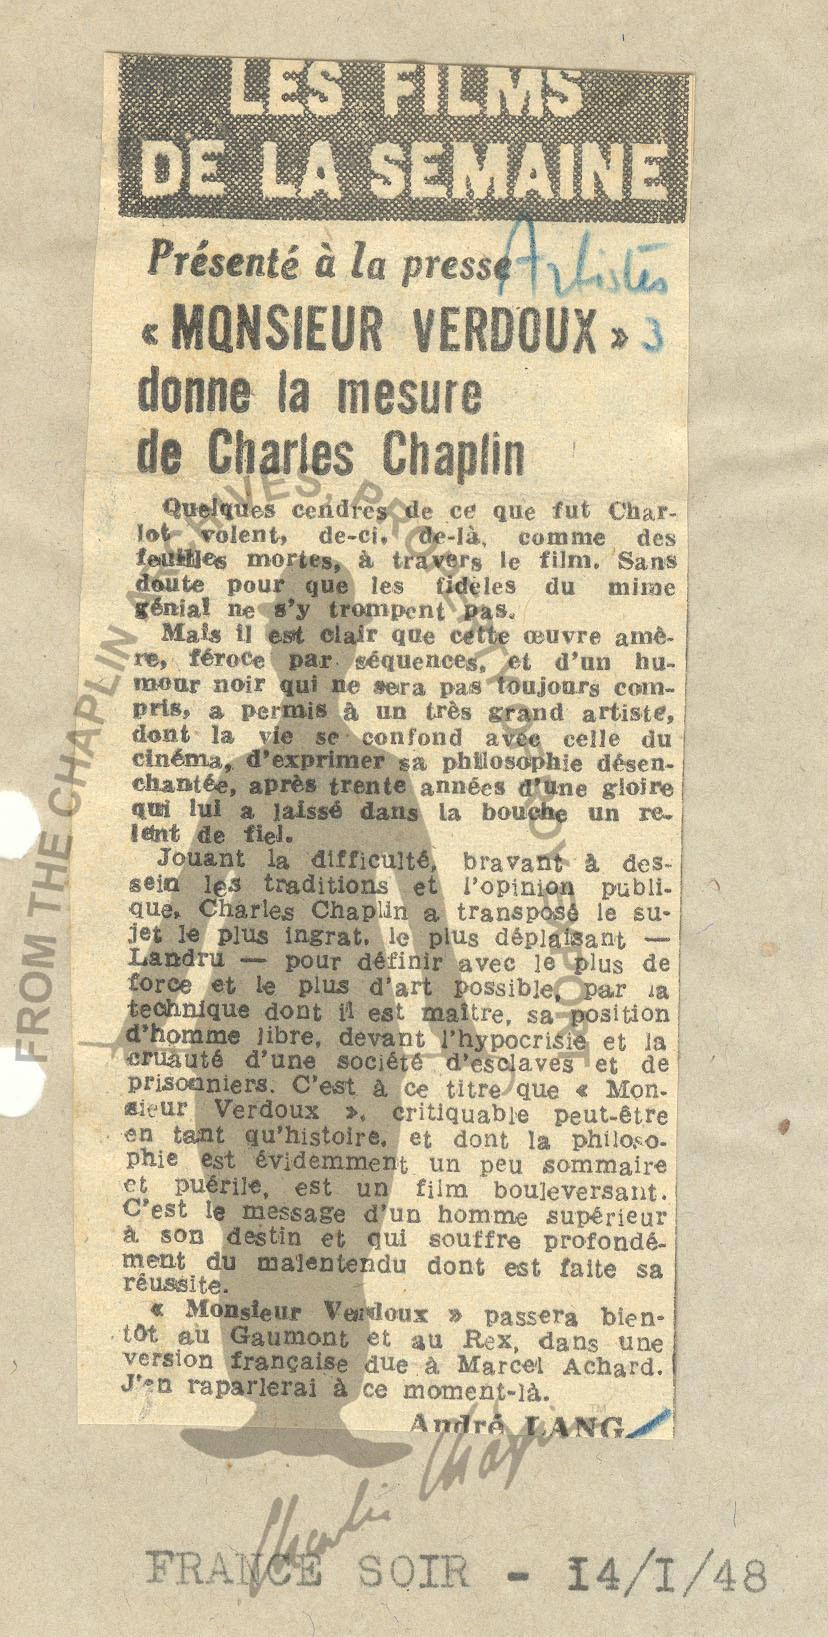 LES FILMS
DE LA SEMAINE
Présenté à la presse
Artistes
« MONSIEUR VERDOUX »
3
donne la mesure
de Charles Chaplin
Quelques cendres de ce que fut Char-
lot volent, de-ci, de-là, comme des
feuilles mortes, à travers le film. Sans
doute pour que les fidèles du mime
génial ne s'y trompent pas.
Mais il est clair que cette œuvre amè-
re, féroce par séquences, et d'un hu-
mour noir qui ne sera pas toujours com-
pris, a permis à un très grand artiste,
dont la vie se confond avec celle du
cinéma, d'exprimer sa philosophie désen-
chantée, après trente années d'une gloire
qui lui a laissé dans la bouche un re-
lent de fiel.
Jouant la difficulté, bravant à des-
sein les traditions et l'opinion publi-
que, Charles Chaplin a transposé le su-
jet le plus ingrat, le plus déplaisant —
Landru — pour définir avec le plus de
force et le plus d'art possible, par la
technique dont il est maître, sa position
d'homme libre, devant l'hypocrisie et la
cruauté d'une société d'esclaves et de
prisonniers. C'est à ce titre que « Mon-
sieur Verdoux », critiquable peut-être
en tant qu'histoire, et dont la philoso-
phie est évidemment un peu sommaire
et puérile, est un film bouleversant.
C'est le message d'un homme supérieur
à son destin et qui souffre profondé-
ment du malentendu dont est faite sa
réussite.
« Monsieur Verdoux » passera bien-
tôt au Gaumont et au Rex, dans une
version française due à Marcel Achard.
J'en raparlerai à ce moment-là.
André LANG.
FROM THE CHAPLIN ARCHIVES, PROPERTY OF ROY EXPORT
Charlie Chaplin
TM
FRANCE SOIR - 14/I/48